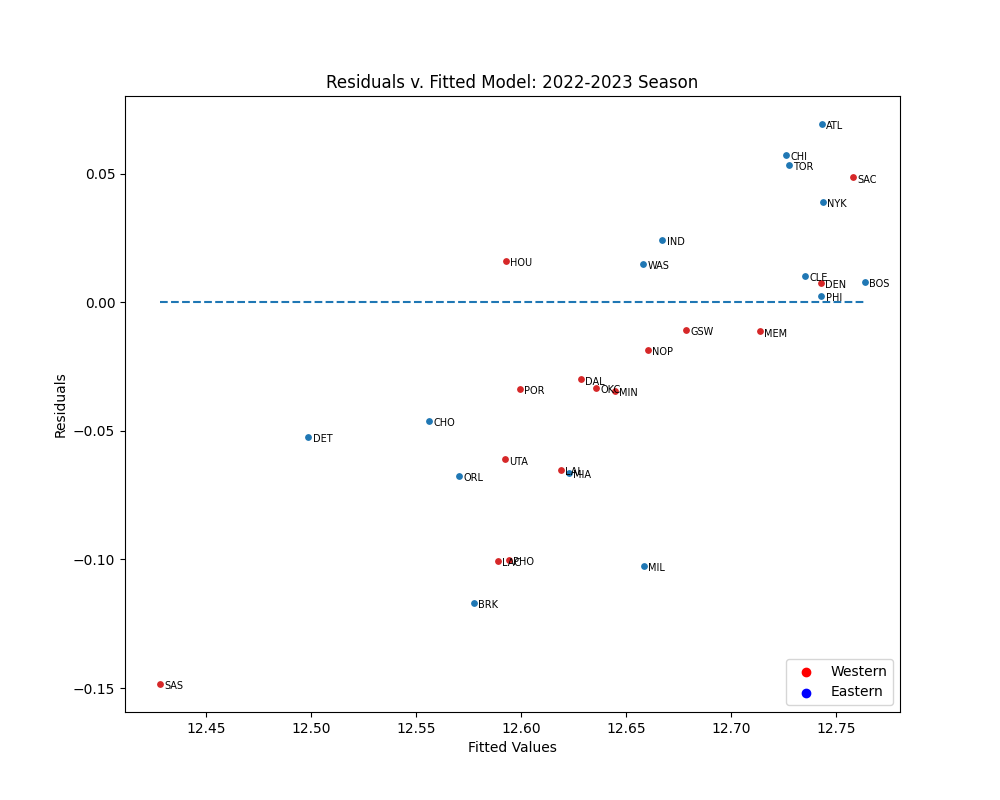 Residuals v. Fitted Model: 2022-2023 Season
ATL
CHI
TOR
SAC
NYK
IND
HOU
WAS
CLE
DEN
BOS
PHI
GSW
MEM
NOP
DAL
OKC
MIN
POR
CHO
DET
UTA
LAL
MIA
ORL
LAC
PHO
MIL
BRK
SAS
0.05
0.00
−0.05
−0.10
−0.15
Residuals
12.45 12.50 12.55 12.60 12.65 12.70 12.75
Fitted Values
Western
Eastern